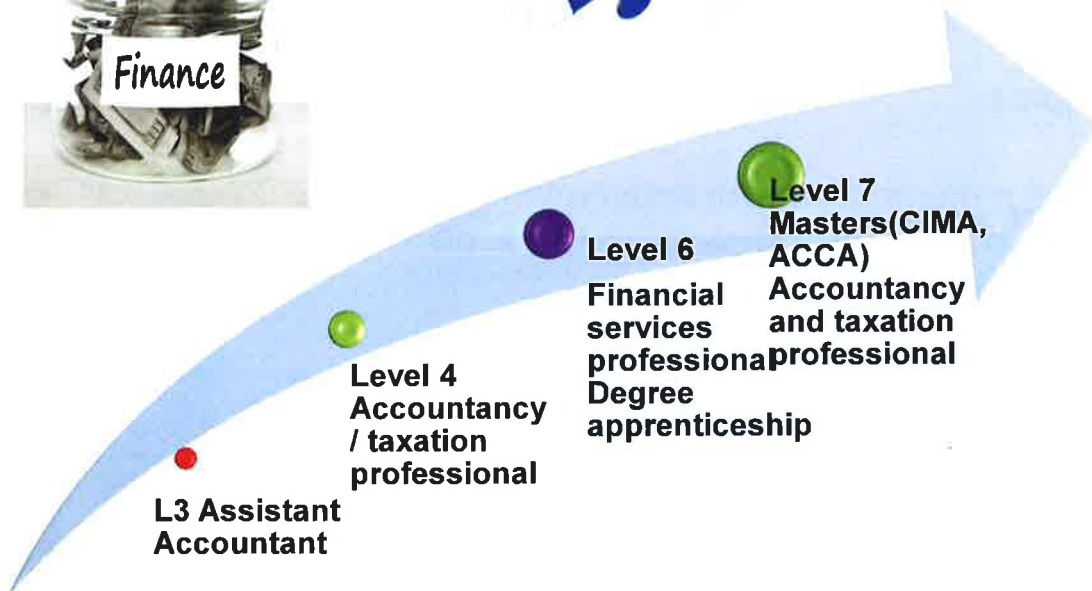 Finance
L3 Assistant
Accountant
Level 4
Accountancy
/ taxation
professional
Level 6
Financial
services
professional
Degree
apprenticeship
Level 7
Masters(CIMA,
ACCA)
Accountancy
and taxation
professional